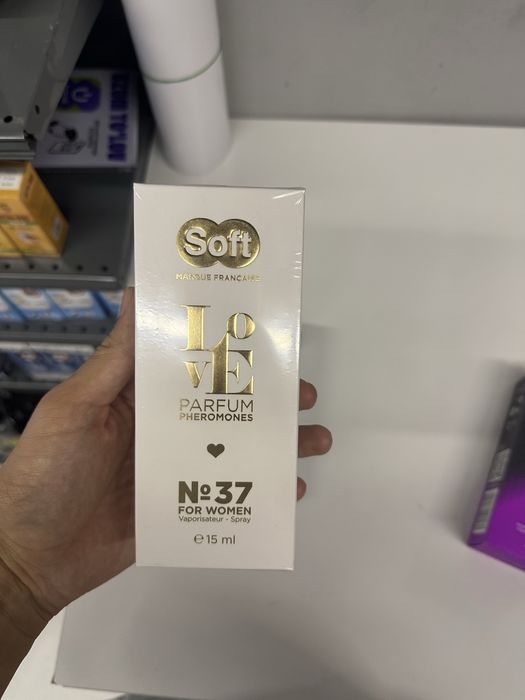 Soft
MARQUE FRANÇAISE
LovE
PARFUM
PHEROMONES
Nº37
FOR WOMEN
Vaporisateur - Spray
℮ 15 ml